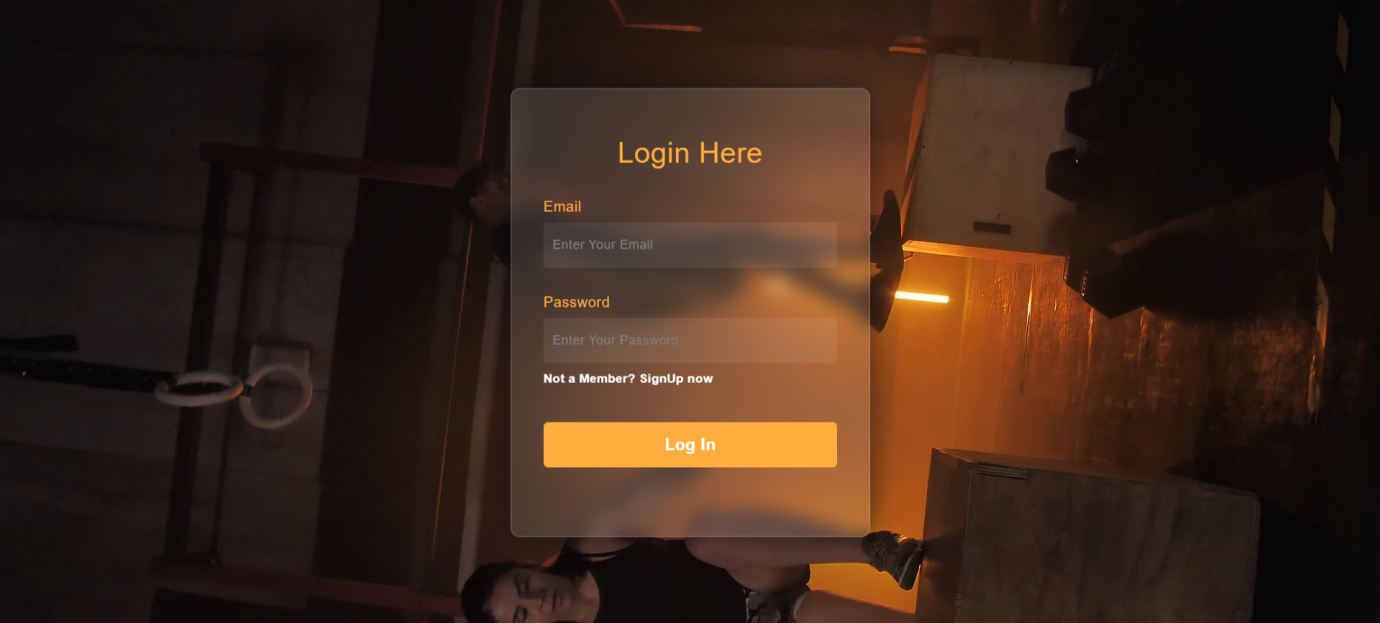 Login Here
Email
Enter Your Email
Password
Enter Your Password
Not a Member? SignUp now
Log In